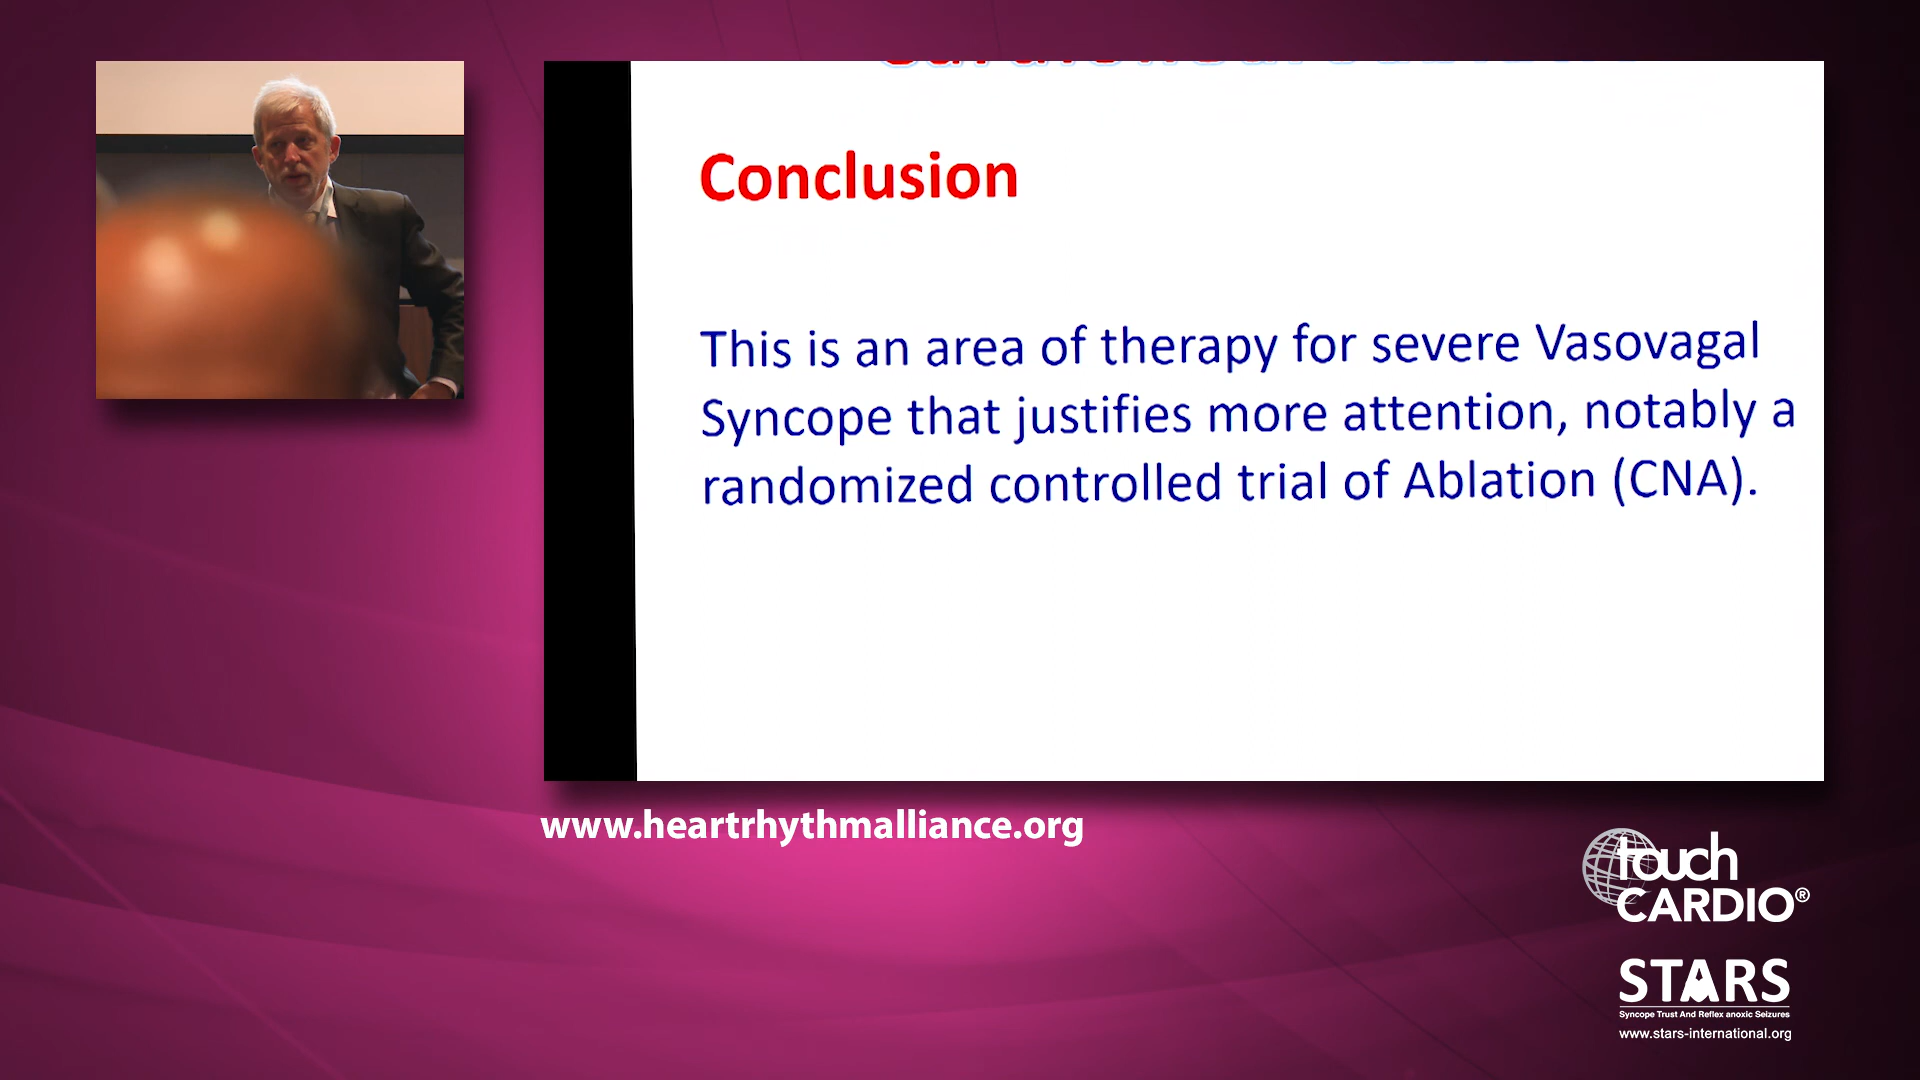 Conclusion
This is an area of therapy for severe Vasovagal
Syncope that justifies more attention, notably a
randomized controlled trial of Ablation (CNA).
www.heartrhythmalliance.org
touch
CARDIO®
STARS
Syncope Trust And Reflex anoxic Seizures
www.stars-international.org